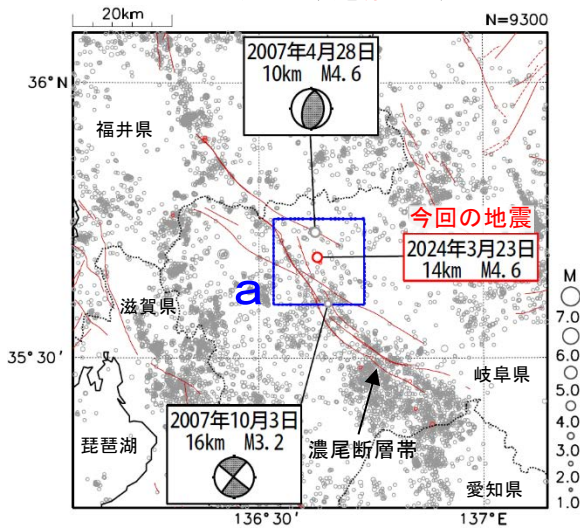 20km
N=9300
36°N
2007年4月28日
10km M4.6
福井県
今回の地震
2024年3月23日
14km M4.6
a
滋賀県
M
7.0
6.0
5.0
4.0
3.0
2.0
1.0
35°30′
岐阜県
2007年10月3日
16km M3.2
濃尾断層帯
琵琶湖
愛知県
136°30′
137°E